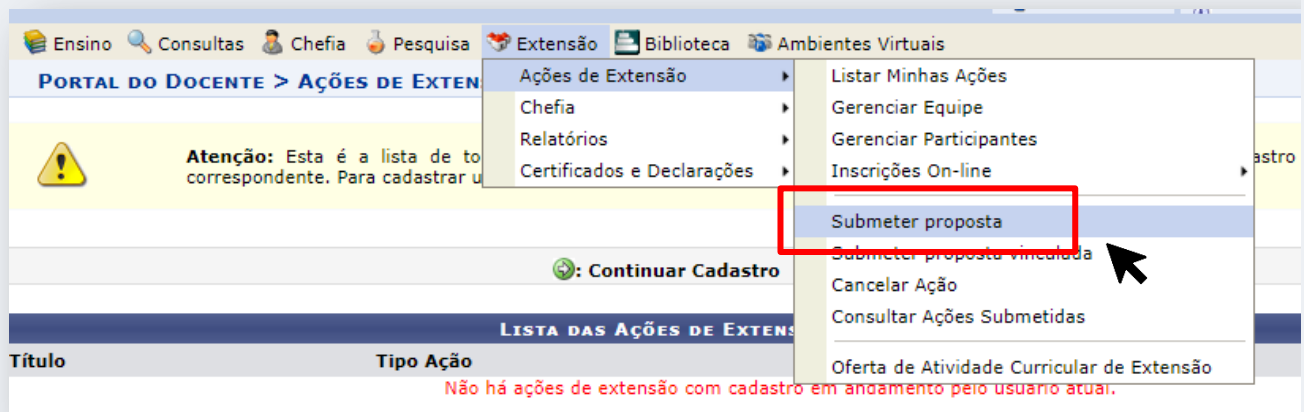 Ensino Consultas Chefia Pesquisa Extensão Biblioteca Ambientes Virtuais
PORTAL DO DOCENTE > AÇÕES DE EXTEN
Atenção: Esta é a lista de to
astro
correspondente. Para cadastrar u
Ações de Extensão
Chefia
Relatórios
Certificados e Declarações
Listar Minhas Ações
Gerenciar Equipe
Gerenciar Participantes
Inscrições On-line
Submeter proposta
Submeter proposta vinculada
Cancelar Ação
Consultar Ações Submetidas
Oferta de Atividade Curricular de Extensão
: Continuar Cadastro
LISTA DAS AÇÕES DE EXTENS
Título Tipo Ação
Não há ações de extensão com cadastro em andamento pelo usuário atual.